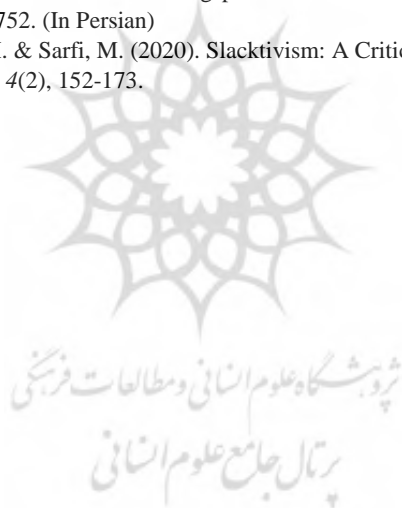 752. (In Persian)
. & Sarfi, M. (2020). Slacktivism: A Critic
4(2), 152-173.
پژوهشگاه علوم انسانی و مطالعات فرهنگی
پرتال جامع علوم انسانی